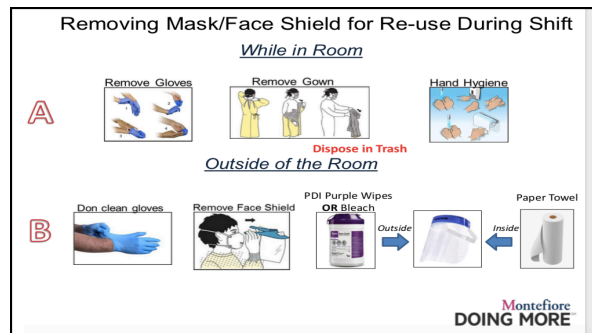 Removing Mask/Face Shield for Re-use During Shift
While in Room
A
Remove Gloves
Remove Gown
Hand Hygiene
Dispose in Trash
Outside of the Room
B
Don clean gloves
Remove Face Shield
PDI Purple Wipes
OR Bleach
Outside
Inside
Paper Towel
Montefiore
DOING MORE